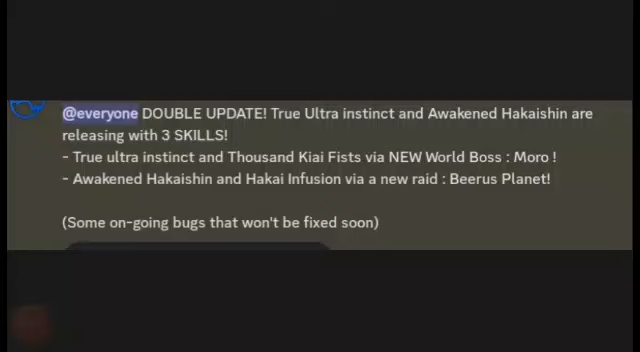 @everyone DOUBLE UPDATE! True Ultra instinct and Awakened Hakaishin are
releasing with 3 SKILLS!
- True ultra instinct and Thousand Kiai Fists via NEW World Boss : Moro !
- Awakened Hakaishin and Hakai Infusion via a new raid : Beerus Planet!
(Some on-going bugs that won't be fixed soon)